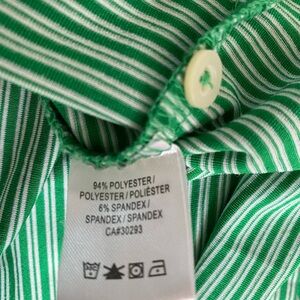 94% POLYESTER/
POLYESTER/ POLIÉSTER
6% SPANDEX/
SPANDEX/ SPANDEX
CA#30293